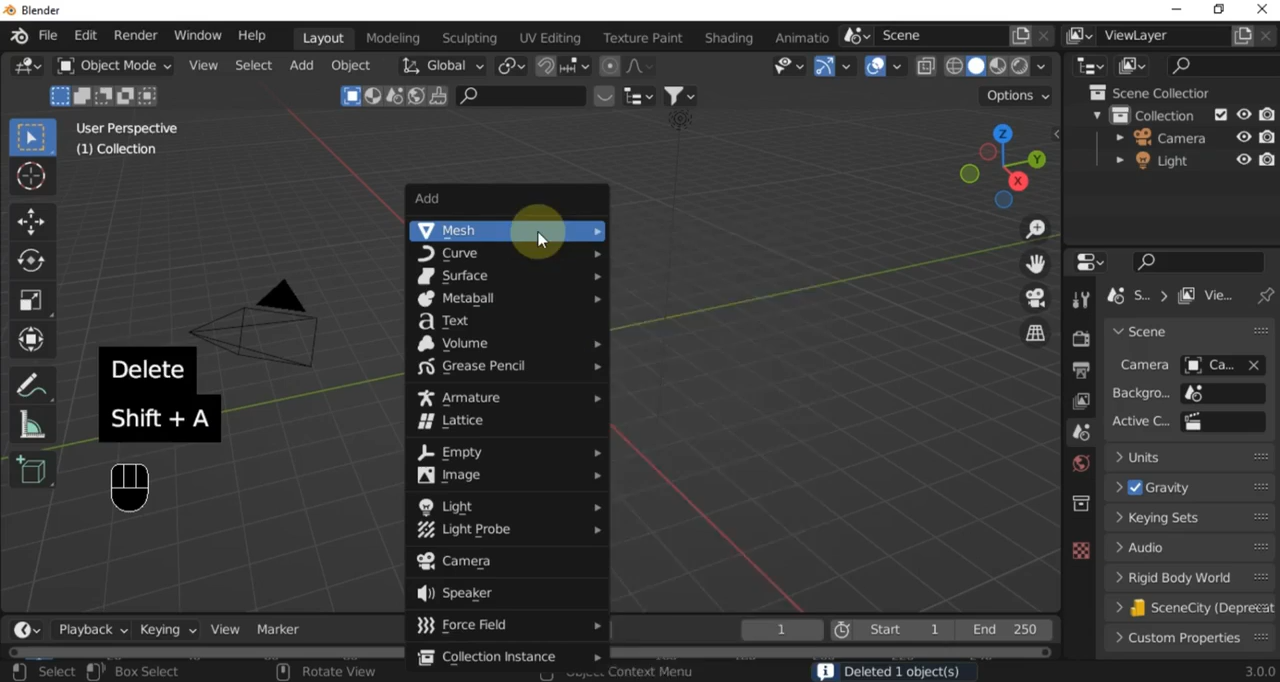 Blender
File Edit Render Window Help Layout Modeling Sculpting UV Editing Texture Paint Shading Animatio Scene ViewLayer
Object Mode View Select Add Object Global
Options
User Perspective
(1) Collection
Z
Y
X
Add
Mesh
Curve
Surface
Metaball
Text
Volume
Grease Pencil
Armature
Lattice
Empty
Image
Light
Light Probe
Camera
Speaker
Force Field
Collection Instance
Delete
Shift + A
Scene Collection
Collection
Camera
Light
S... Vie...
Scene
Camera Ca...
Backgro...
Active C...
Units
Gravity
Keying Sets
Audio
Rigid Body World
SceneCity (Deprecat
Custom Properties
Playback Keying View Marker 1 Start 1 End 250
Select Box Select Rotate View Object Context Menu Deleted 1 object(s) 3.0.0